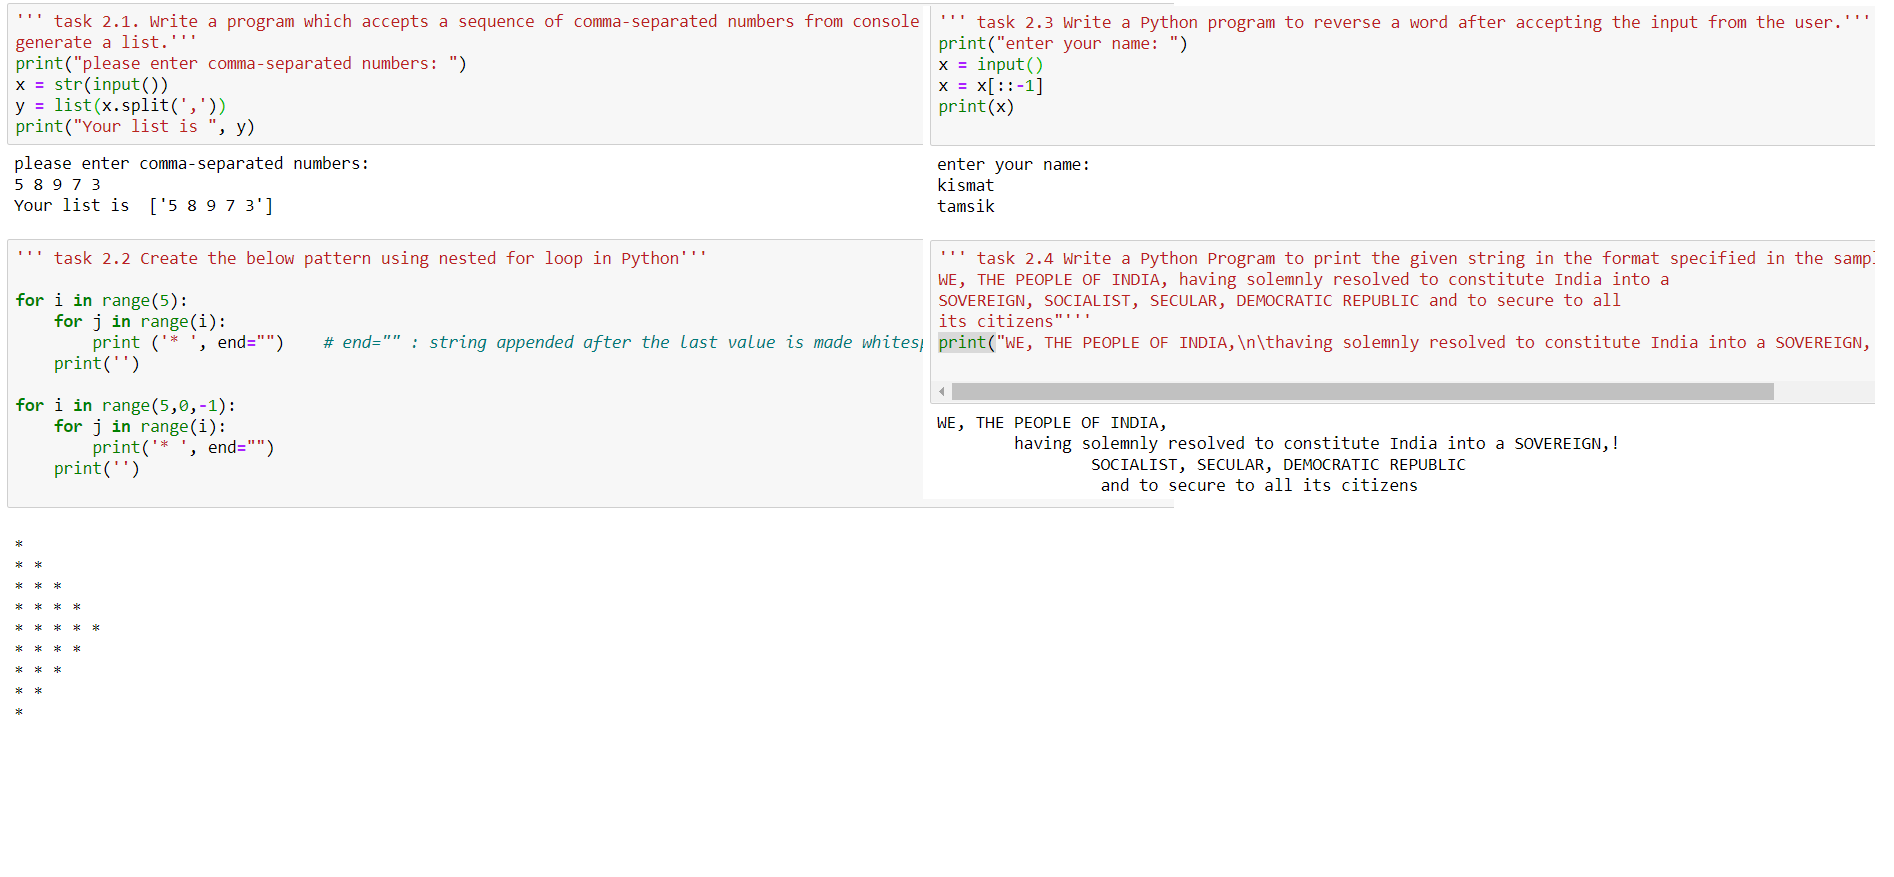 ''' task 2.1. Write a program which accepts a sequence of comma-separated numbers from console
generate a list.'''
print("please enter comma-separated numbers: ")
x = str(input())
y = list(x.split(','))
print("Your list is ", y)
please enter comma-separated numbers:
5 8 9 7 3
Your list is  ['5 8 9 7 3']
''' task 2.2 Create the below pattern using nested for loop in Python'''
for i in range(5):
    for j in range(i):
        print ('* ', end="")    # end="" : string appended after the last value is made
    print('')
for i in range(5,0,-1):
    for j in range(i):
        print('* ', end="")
    print('')
*
* *
* * *
* * * *
* * * * *
* * * *
* * *
* *
*
''' task 2.3 Write a Python program to reverse a word after accepting the input from the user.'''
print("enter your name: ")
x = input()
x = x[::-1]
print(x)
enter your name:
kismat
tamsik
''' task 2.4 Write a Python Program to print the given string in the format specified in the
WE, THE PEOPLE OF INDIA, having solemnly resolved to constitute India into a
SOVEREIGN, SOCIALIST, SECULAR, DEMOCRATIC REPUBLIC and to secure to all
its citizens"'''
print("WE, THE PEOPLE OF INDIA,\n\thaving solemnly resolved to constitute India into a SOVEREIGN,
WE, THE PEOPLE OF INDIA,
        having solemnly resolved to constitute India into a SOVEREIGN,!
                SOCIALIST, SECULAR, DEMOCRATIC REPUBLIC
                 and to secure to all its citizens